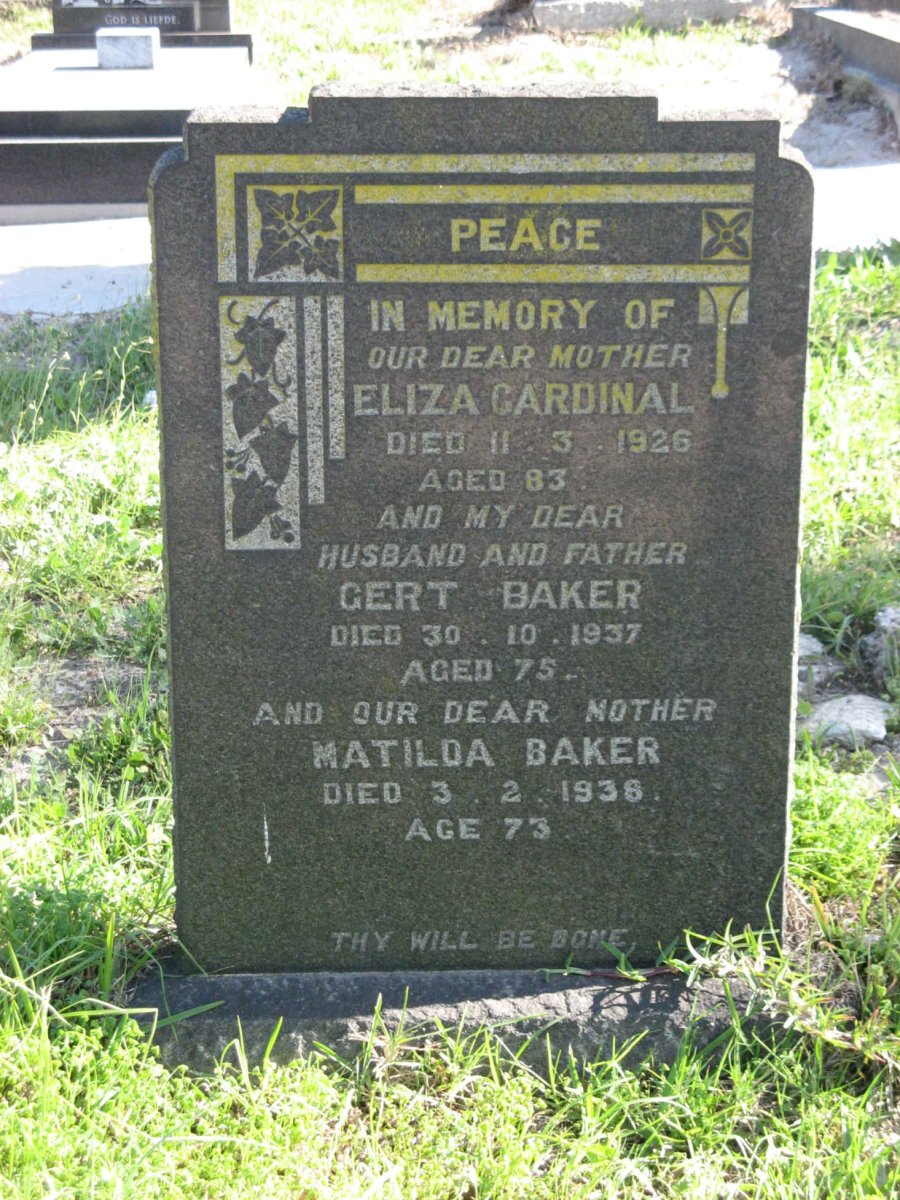 GOD IS LIEFDE.
PEACE
IN MEMORY OF
OUR DEAR MOTHER
ELIZA CARDINAL
DIED 11 . 3 . 1926
AGED 83.
AND MY DEAR
HUSBAND AND FATHER
GERT BAKER
DIED 30 . 10 . 1937
AGED 75.
AND OUR DEAR MOTHER
MATILDA BAKER
DIED 3 . 2 . 1938.
AGE 73
THY WILL BE DONE.